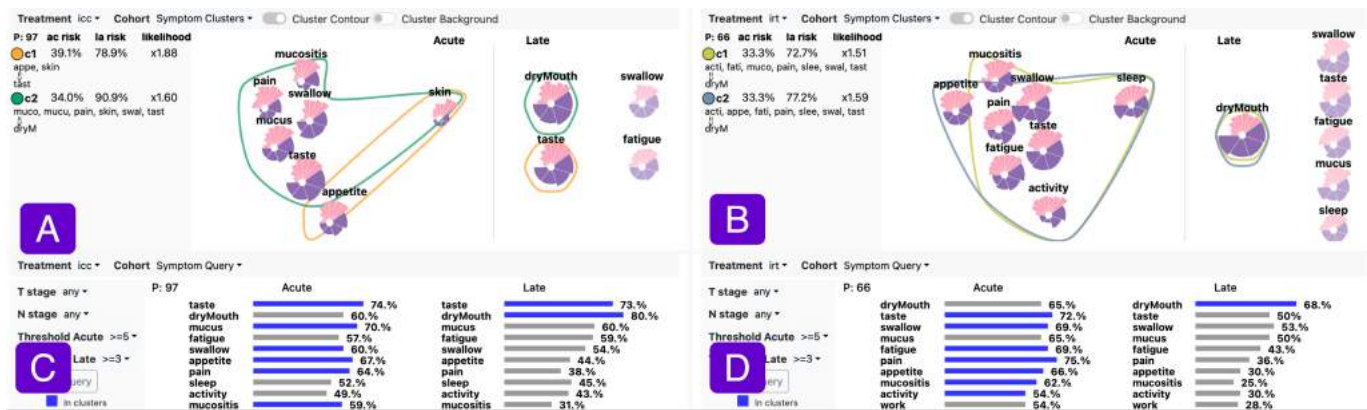 Treatment icc Cohort Symptom Clusters Cluster Contour Cluster Background
P: 97 ac risk la risk likelihood
c1 39.1% 78.9% x1.88
appe, skin
tast
c2 34.0% 90.9% x1.60
muco, mucu, pain, skin, swal, tast
dryM
Acute Late
mucositis
pain
swallow
skin
mucus
taste
appetite
dryMouth
swallow
taste
fatigue
A
Treatment irt Cohort Symptom Clusters Cluster Contour Cluster Background
P: 66 ac risk la risk likelihood
c1 33.3% 72.7% x1.51
acti, fati, muco, pain, slee, swal, tast
dryM
c2 33.3% 77.2% x1.59
acti, appe, fati, pain, slee, swal, tast
dryM
Acute Late
mucositis
appetite
swallow
sleep
pain
taste
fatigue
activity
dryMouth
swallow
taste
fatigue
mucus
sleep
B
Treatment icc Cohort Symptom Query
T stage any
N stage any
Threshold Acute >=5
Late >=3
In clusters
P: 97 Acute Late
taste 74.% taste 73.%
dryMouth 60.% dryMouth 80.%
mucus 70.% mucus 60.%
fatigue 57.% fatigue 59.%
swallow 60.% swallow 54.%
appetite 67.% appetite 44.%
pain 64.% pain 38.%
sleep 52.% sleep 45.%
activity 49.% activity 43.%
mucositis 59.% mucositis 31.%
C
Treatment irt Cohort Symptom Query
T stage any
N stage any
Threshold Acute >=5
Late >=3
In clusters
P: 66 Acute Late
dryMouth 65.% dryMouth 68.%
taste 72.% taste 50%
swallow 69.% swallow 53.%
mucus 65.% mucus 50%
fatigue 69.% fatigue 43.%
pain 75.% pain 36.%
appetite 66.% appetite 30.%
mucositis 62.% mucositis 25.%
activity 54.% activity 30.%
work 54.% work 28.%
D